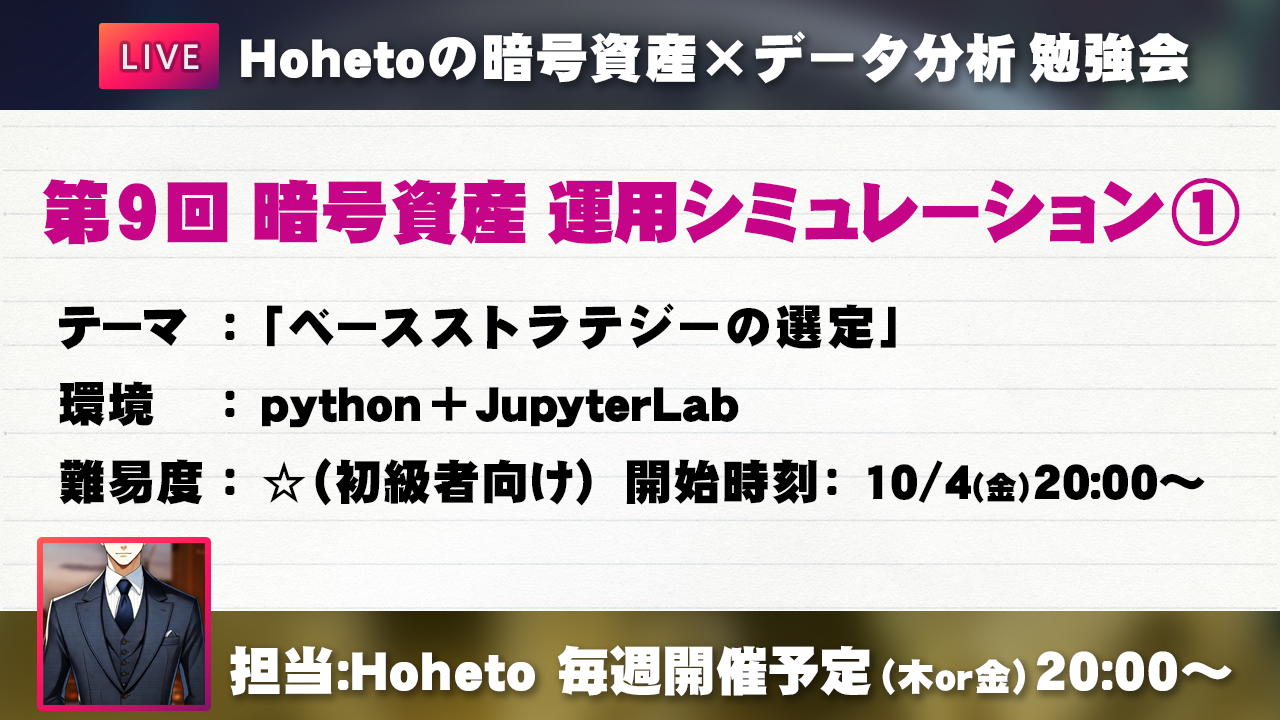 LIVE Hohetoの暗号資産×データ分析 勉強会
第9回 暗号資産 運用シミュレーション①
テーマ ：「ベースストラテジーの選定」
環境 ： python＋JupyterLab
難易度 ： ☆（初級者向け） 開始時刻： 10/4(金)20:00～
担当:Hoheto 毎週開催予定（木or金）20:00～